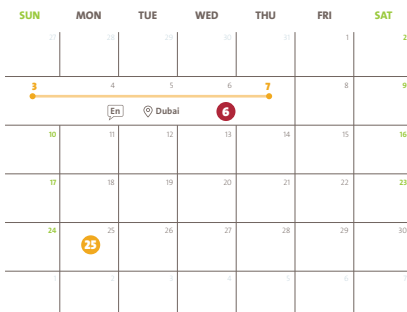 SUN MON TUE WED THU FRI SAT
27 28 29 30 31 1 2
3 4 5 6 7 8 9
En Dubai 6
10 11 12 13 14 15 16
17 18 19 20 21 22 23
24 25 26 27 28 29 30
25
1 2 3 4 5 6 7